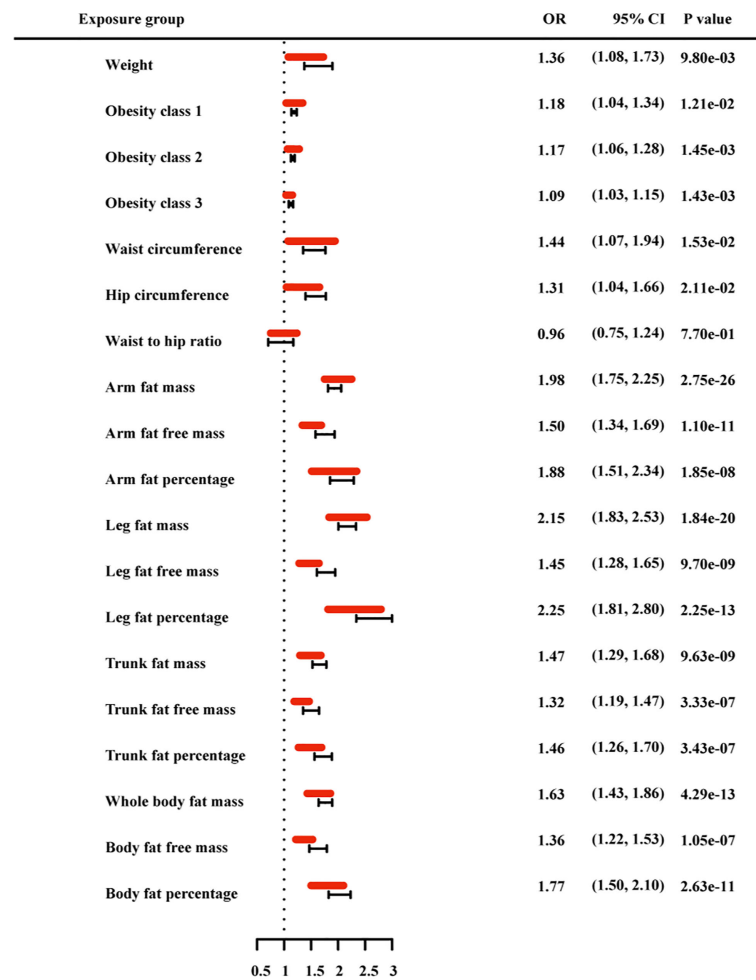 Exposure group OR 95% CI P value
Weight 1.36 (1.08, 1.73) 9.80e-03
Obesity class 1 1.18 (1.04, 1.34) 1.21e-02
Obesity class 2 1.17 (1.06, 1.28) 1.45e-03
Obesity class 3 1.09 (1.03, 1.15) 1.43e-03
Waist circumference 1.44 (1.07, 1.94) 1.53e-02
Hip circumference 1.31 (1.04, 1.66) 2.11e-02
Waist to hip ratio 0.96 (0.75, 1.24) 7.70e-01
Arm fat mass 1.98 (1.75, 2.25) 2.75e-26
Arm fat free mass 1.50 (1.34, 1.69) 1.10e-11
Arm fat percentage 1.88 (1.51, 2.34) 1.85e-08
Leg fat mass 2.15 (1.83, 2.53) 1.84e-20
Leg fat free mass 1.45 (1.28, 1.65) 9.70e-09
Leg fat percentage 2.25 (1.81, 2.80) 2.25e-13
Trunk fat mass 1.47 (1.29, 1.68) 9.63e-09
Trunk fat free mass 1.32 (1.19, 1.47) 3.33e-07
Trunk fat percentage 1.46 (1.26, 1.70) 3.43e-07
Whole body fat mass 1.63 (1.43, 1.86) 4.29e-13
Body fat free mass 1.36 (1.22, 1.53) 1.05e-07
Body fat percentage 1.77 (1.50, 2.10) 2.63e-11
0.5 1 1.5 2 2.5 3